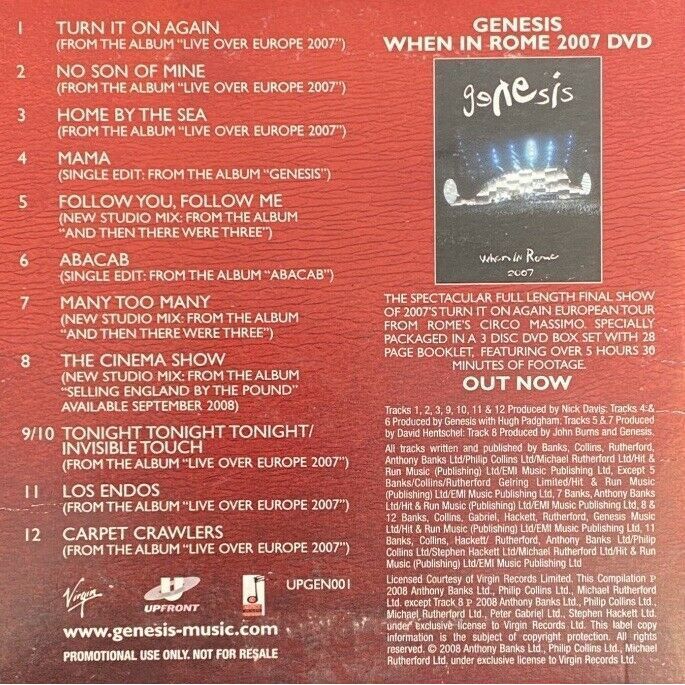 1 TURN IT ON AGAIN
(FROM THE ALBUM "LIVE OVER EUROPE 2007")
2 NO SON OF MINE
(FROM THE ALBUM "LIVE OVER EUROPE 2007")
3 HOME BY THE SEA
(FROM THE ALBUM "LIVE OVER EUROPE 2007")
4 MAMA
(SINGLE EDIT: FROM THE ALBUM "GENESIS")
5 FOLLOW YOU, FOLLOW ME
(NEW STUDIO MIX: FROM THE ALBUM
"AND THEN THERE WERE THREE")
6 ABACAB
(SINGLE EDIT: FROM THE ALBUM "ABACAB")
7 MANY TOO MANY
(NEW STUDIO MIX: FROM THE ALBUM
"AND THEN THERE WERE THREE")
8 THE CINEMA SHOW
(NEW STUDIO MIX: FROM THE ALBUM
"SELLING ENGLAND BY THE POUND"
AVAILABLE SEPTEMBER 2008)
9/10 TONIGHT TONIGHT TONIGHT/
INVISIBLE TOUCH
(FROM THE ALBUM "LIVE OVER EUROPE 2007")
11 LOS ENDOS
(FROM THE ALBUM "LIVE OVER EUROPE 2007")
12 CARPET CRAWLERS
(FROM THE ALBUM "LIVE OVER EUROPE 2007")
Virgin UPFRONT UPGEN001
www.genesis-music.com
PROMOTIONAL USE ONLY. NOT FOR RESALE
GENESIS
WHEN IN ROME 2007 DVD
genesis
When in Rome
2007
THE SPECTACULAR FULL LENGTH FINAL SHOW
OF 2007'S TURN IT ON AGAIN EUROPEAN TOUR
FROM ROME'S CIRCO MASSIMO. SPECIALLY
PACKAGED IN A 3 DISC DVD BOX SET WITH 28
PAGE BOOKLET, FEATURING OVER 5 HOURS 30
MINUTES OF FOOTAGE.
OUT NOW
Tracks 1, 2, 3, 9, 10, 11 & 12 Produced by Nick Davis: Tracks 4 &
6 Produced by Genesis with Hugh Padgham: Tracks 5 & 7 Produced
by David Hentschel: Track 8 Produced by John Burns and Genesis.
All tracks written and published by Banks, Collins, Rutherford,
Anthony Banks Ltd/Philip Collins Ltd/Michael Rutherford Ltd/Hit &
Run Music (Publishing) Ltd/EMI Music Publishing Ltd, Except 5
Banks/Collins/Rutherford Gelring Limited/Hit & Run Music
(Publishing) Ltd/EMI Music Publishing Ltd, 7 Banks, Anthony Banks
Ltd/Hit & Run Music (Publishing) Ltd/EMI Music Publishing Ltd, 8 &
12 Banks, Collins, Gabriel, Hackett, Rutherford, Genesis Music
Ltd/Hit & Run Music (Publishing) Ltd/EMI Music Publishing Ltd, 11
Banks, Collins, Hackett/ Rutherford, Anthony Banks Ltd/Philip
Collins Ltd/Stephen Hackett Ltd/Michael Rutherford Ltd/Hit & Run
Music (Publishing) Ltd/EMI Music Publishing Ltd
Licensed Courtesy of Virgin Records Limited. This Compilation P
2008 Anthony Banks Ltd., Philip Collins Ltd., Michael Rutherford
Ltd. except Track 8 P 2008 Anthony Banks Ltd., Philip Collins Ltd.,
Michael Rutherford Ltd., Peter Gabriel Ltd., Stephen Hackett Ltd.
under exclusive license to Virgin Records Ltd. This label copy
information is the subject of copyright protection. All rights
reserved. © 2008 Anthony Banks Ltd., Philip Collins Ltd., Michael
Rutherford Ltd., under exclusive license to Virgin Records Ltd.